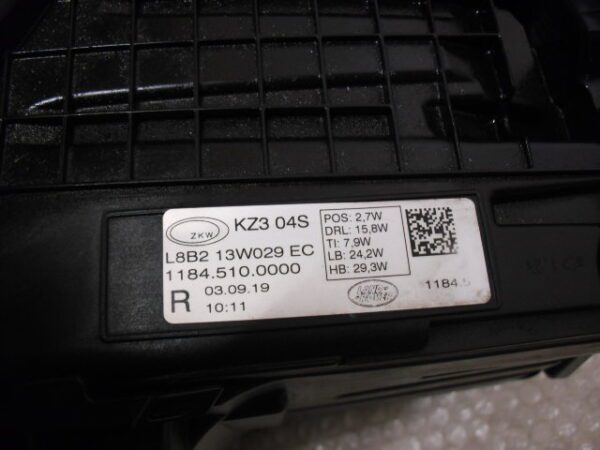 ZKW
KZ3 04S
L8B2 13W029 EC
1184.510.0000
R
03.09.19
10:11
POS: 2,7W
DRL: 15,8W
TI: 7,9W
LB: 24,2W
HB: 29,3W
1184.5